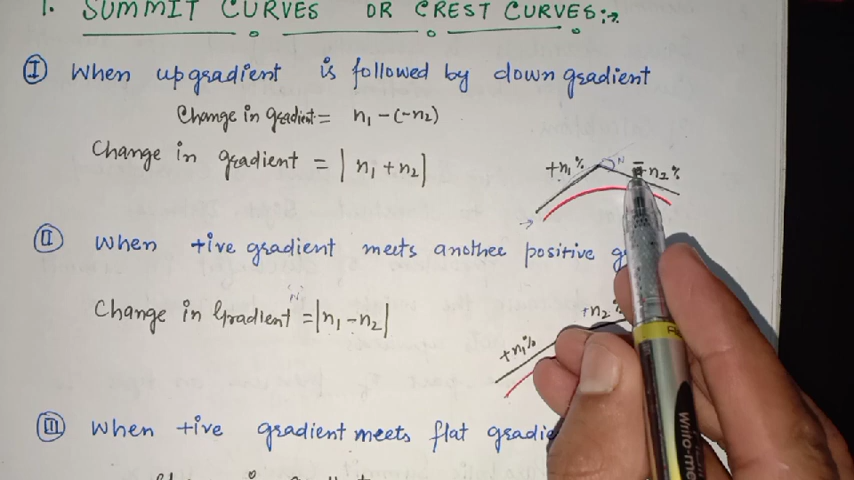 1. SUMMIT CURVES OR CREST CURVES:→
I When upgradient is followed by down gradient
Change in gradient = n₁ - (-n₂)
Change in gradient = | n₁ + n₂ |
+n₁% N -n₂%
II When +ive gradient meets another positive
Change in Gradient N = |n₁ - n₂|
+n₁% +n₂%
III When +ive gradient meets flat